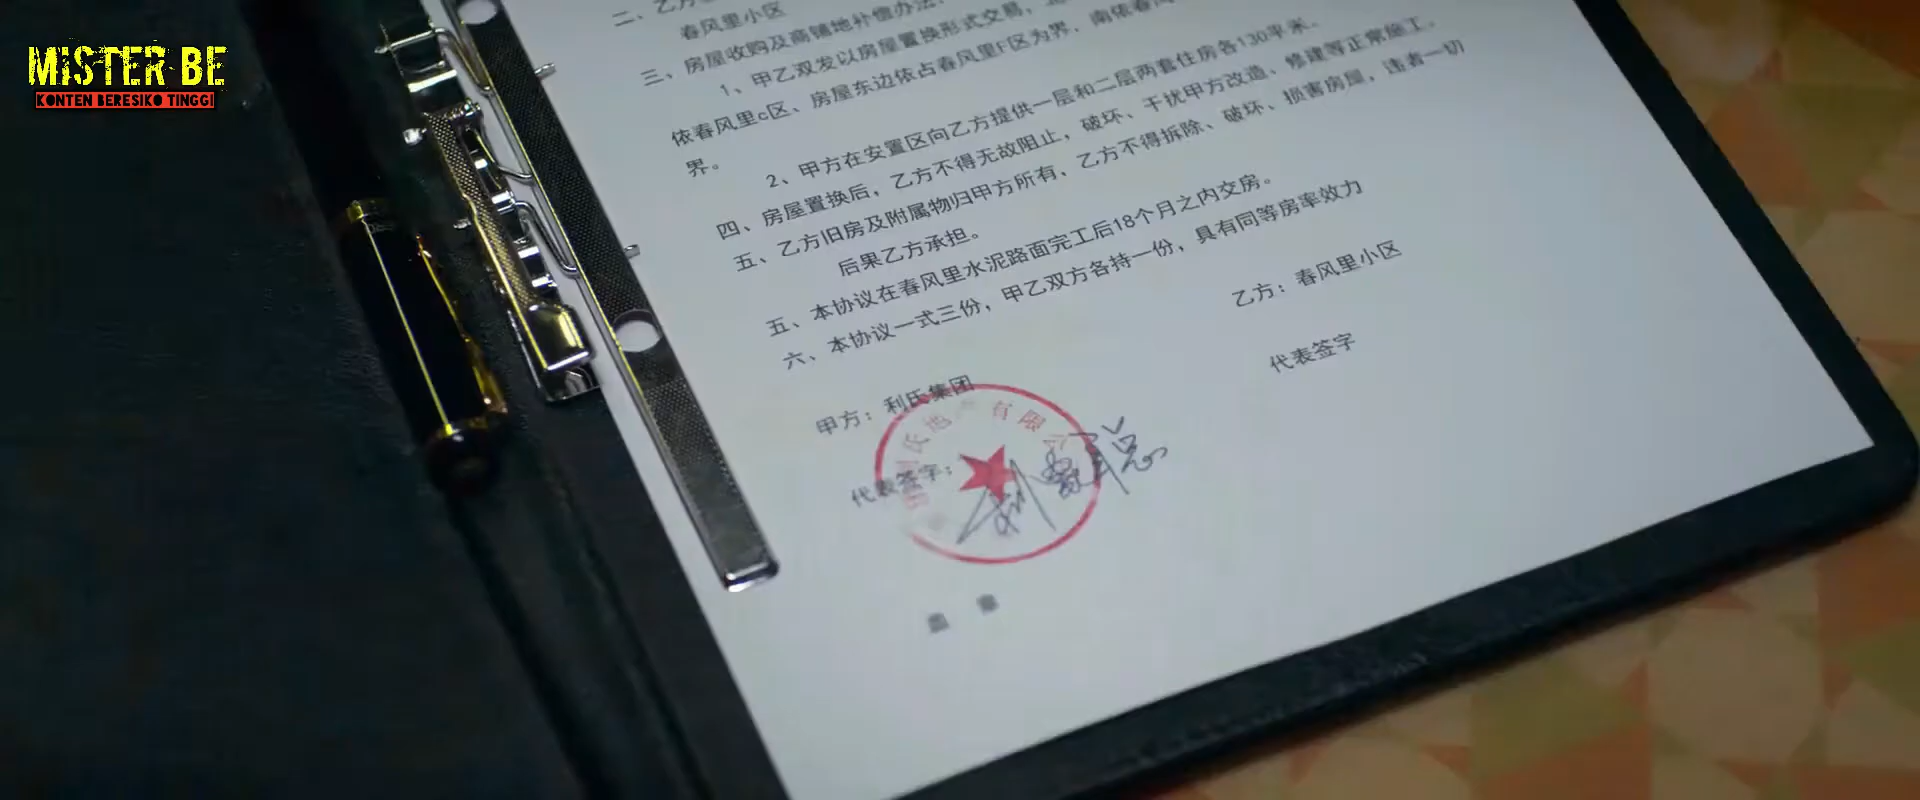 MISTER BE
KONTEN BERESIKO TINGGI
二、乙方
春风里小区
三、房屋收购及商铺地补偿办法:
1、甲乙双发以房屋置换形式交易,
依春风里c区、房屋东边依占春风里F区为界,南依春风
界。
2、甲方在安置区向乙方提供一层和二层两套住房各130平米。
四、房屋置换后,乙方不得无故阻止,破坏、干扰甲方改造、修建等正常施工。
五、乙方旧房及附属物归甲方所有,乙方不得拆除、破坏、损害房屋,违者一切
后果乙方承担。
五、本协议在春风里水泥路面完工后18个月之内交房。
六、本协议一式三份,甲乙双方各持一份,具有同等房率效力
甲方:利氏集团
乙方:春风里小区
代表签字:
代表签字
利氏地 有限公
盖 章